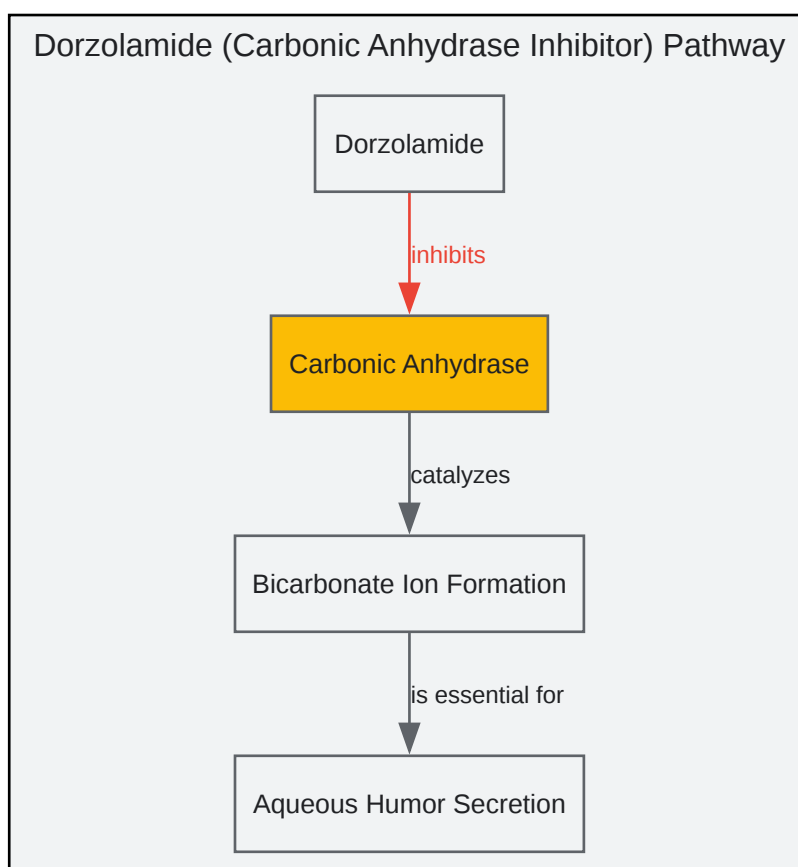 Dorzolamide (Carbonic Anhydrase Inhibitor) Pathway
Dorzolamide
inhibits
Carbonic Anhydrase
catalyzes
Bicarbonate Ion Formation
is essential for
Aqueous Humor Secretion